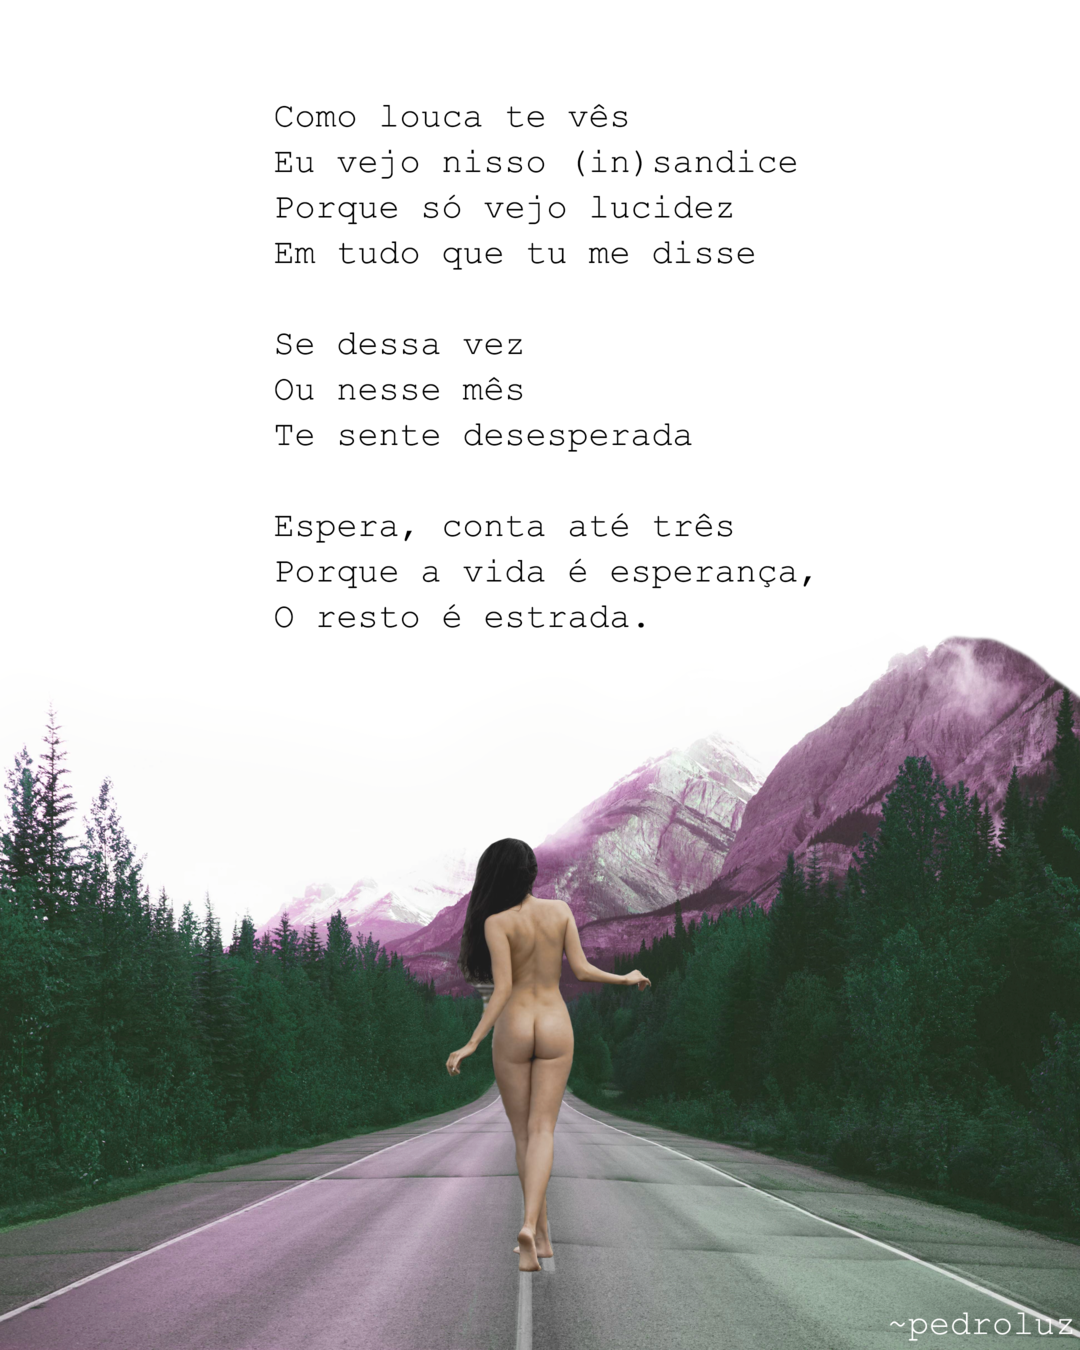 Como louca te vês
Eu vejo nisso (in)sandice
Porque só vejo lucidez
Em tudo que tu me disse
Se dessa vez
Ou nesse mês
Te sente desesperada
Espera, conta até três
Porque a vida é esperança,
O resto é estrada.
~pedroluz